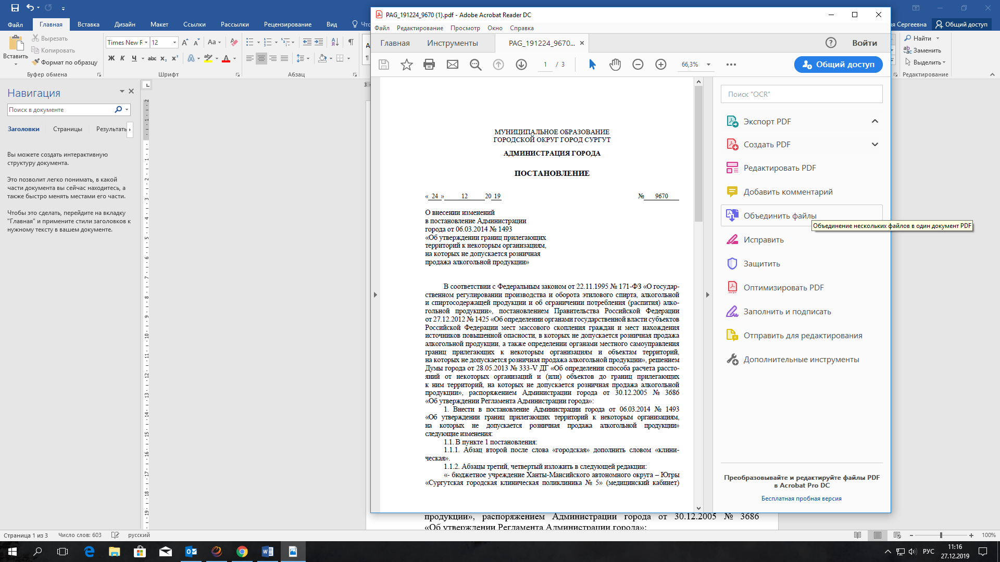 PAG_191224_9670 (1).pdf - Adobe Acrobat Reader DC
Файл
Главная
Вставка
Дизайн
Макет
Ссылки
Рассылки
Рецензирование
Вид
Сергеевна
Общий доступ
Файл Редактирование Просмотр Окно Справка
Вставить
Вырезать
Копировать
Формат по образцу
Буфер обмена
Times New R
12
Шрифт
Абзац
Найти
Заменить
Выделить
Редактирование
Главная
Инструменты
PAG_191224_9670...
Войти
1 / 3
66,3%
Общий доступ
Навигация
Поиск в документе
Заголовки
Страницы
Результать
Вы можете создать интерактивную
структуру документа.
Это позволит легко понимать, в какой
части документа вы сейчас находитесь, а
также быстро менять местами его части.
Чтобы это сделать, перейдите на вкладку
"Главная" и примените стили заголовков к
нужному тексту в вашем документе.
МУНИЦИПАЛЬНОЕ ОБРАЗОВАНИЕ
ГОРОДСКОЙ ОКРУГ ГОРОД СУРГУТ
АДМИНИСТРАЦИЯ ГОРОДА
ПОСТАНОВЛЕНИЕ
« 24 » 12 20 19 № 9670
О внесении изменений
в постановление Администрации
города от 06.03.2014 № 1493
«Об утверждении границ прилегающих
территорий к некоторым организациям,
на которых не допускается розничная
продажа алкогольной продукции»
В соответствии с Федеральным законом от 22.11.1995 № 171-ФЗ «О государ-
ственном регулировании производства и оборота этилового спирта, алкогольной
и спиртосодержащей продукции и об ограничении потребления (распития) алко-
гольной продукции», постановлением Правительства Российской Федерации
от 27.12.2012 № 1425 «Об определении органами государственной власти субъектов
Российской Федерации мест массового скопления граждан и мест нахождения
источников повышенной опасности, в которых не допускается розничная продажа
алкогольной продукции, а также определении органами местного самоуправления
границ прилегающих к некоторым организациям и объектам территорий,
на которых не допускается розничная продажа алкогольной продукции», решением
Думы города от 28.05.2013 № 333-V ДГ «Об определении способа расчета рассто-
яний от некоторых организаций и (или) объектов до границ прилегающих
к ним территорий, на которых не допускается розничная продажа алкогольной
продукции», распоряжением Администрации города от 30.12.2005 № 3686
«Об утверждении Регламента Администрации города»:
1. Внести в постановление Администрации города от 06.03.2014 № 1493
«Об утверждении границ прилегающих территорий к некоторым организациям,
на которых не допускается розничная продажа алкогольной продукции»
следующие изменения:
1.1. В пункте 1 постановления:
1.1.1. Абзац второй после слова «городская» дополнить словом «клини-
ческая».
1.1.2. Абзацы третий, четвертый изложить в следующей редакции:
«- бюджетное учреждение Ханты-Мансийского автономного округа – Югры
«Сургутская городская клиническая поликлиника № 5» (медицинский кабинет)
Поиск "OCR"
Экспорт PDF
Создать PDF
Редактировать PDF
Добавить комментарий
Объединить файлы
Объединение нескольких файлов в один документ PDF
Исправить
Защитить
Оптимизировать PDF
Заполнить и подписать
Отправить для редактирования
Дополнительные инструменты
Преобразовывайте и редактируйте файлы PDF
в Acrobat Pro DC
Бесплатная пробная версия
продукции», распоряжением Администрации города от 30.12.2005 № 3686
«Об утверждении Регламента Администрации города»:
Страница 1 из 3
Число слов: 603
русский
100%
РУС
11:16
27.12.2019